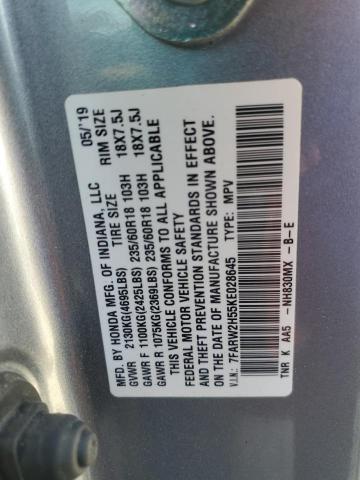 MFD. BY HONDA MFG. OF INDIANA, LLC 05/'19
TIRE SIZE RIM SIZE
GVWR 2130KG(4695LBS)
GAWR F 1100KG(2425LBS) 235/60R18 103H 18X7.5J
GAWR R 1075KG(2369LBS) 235/60R18 103H 18X7.5J
THIS VEHICLE CONFORMS TO ALL APPLICABLE
FEDERAL MOTOR VEHICLE SAFETY AND
THEFT PREVENTION STANDARDS IN EFFECT
ON THE DATE OF MANUFACTURE SHOWN ABOVE.
V.I.N.: 7FARW2H55KE028645 TYPE: MPV
TNR K AA5 -NH830MX -B-E